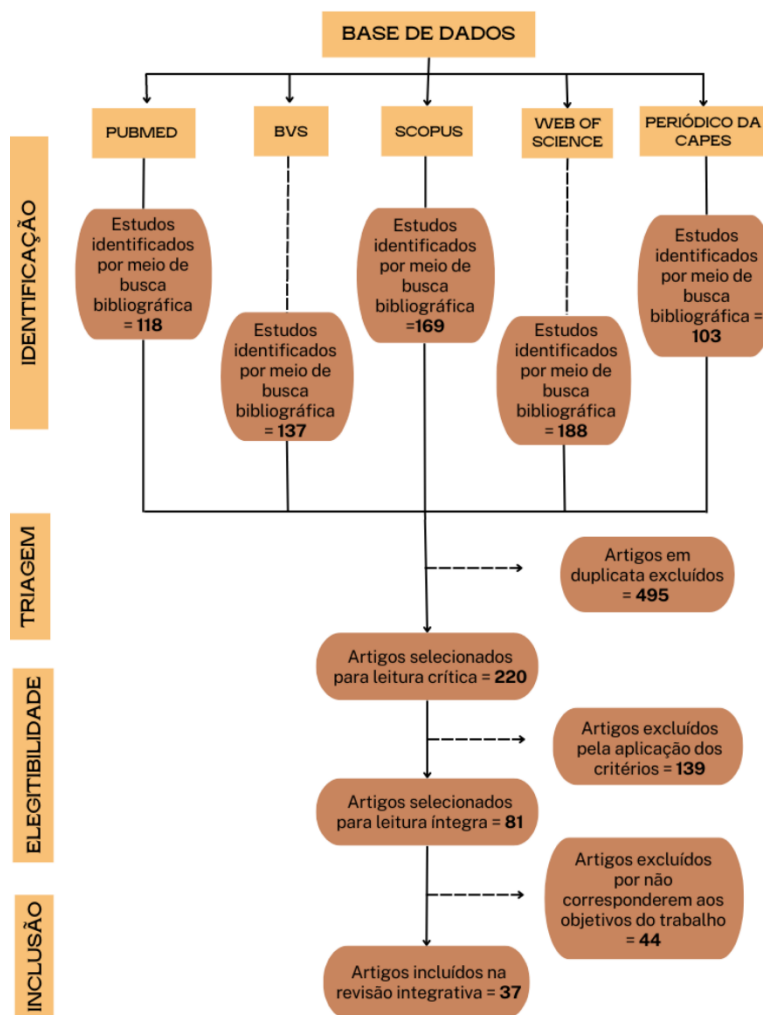 BASE DE DADOS
PUBMED
BVS
SCOPUS
WEB OF
SCIENCE
PERIÓDICO DA
CAPES
IDENTIFICAÇÃO
Estudos
identificados
por meio de
busca
bibliográfica
= 118
Estudos
identificados
por meio de
busca
bibliográfica
= 137
Estudos
identificados
por meio de
busca
bibliográfica
=169
Estudos
identificados
por meio de
busca
bibliográfica
= 188
Estudos
identificados
por meio de
busca
bibliográfica =
103
TRIAGEM
Artigos em
duplicata excluídos
= 495
Artigos selecionados
para leitura crítica = 220
ELEGITIBILIDADE
Artigos excluídos
pela aplicação dos
critérios = 139
Artigos selecionados
para leitura íntegra = 81
Artigos excluídos
por não
corresponderem aos
objetivos do trabalho
= 44
INCLUSÃO
Artigos incluídos na
revisão integrativa = 37